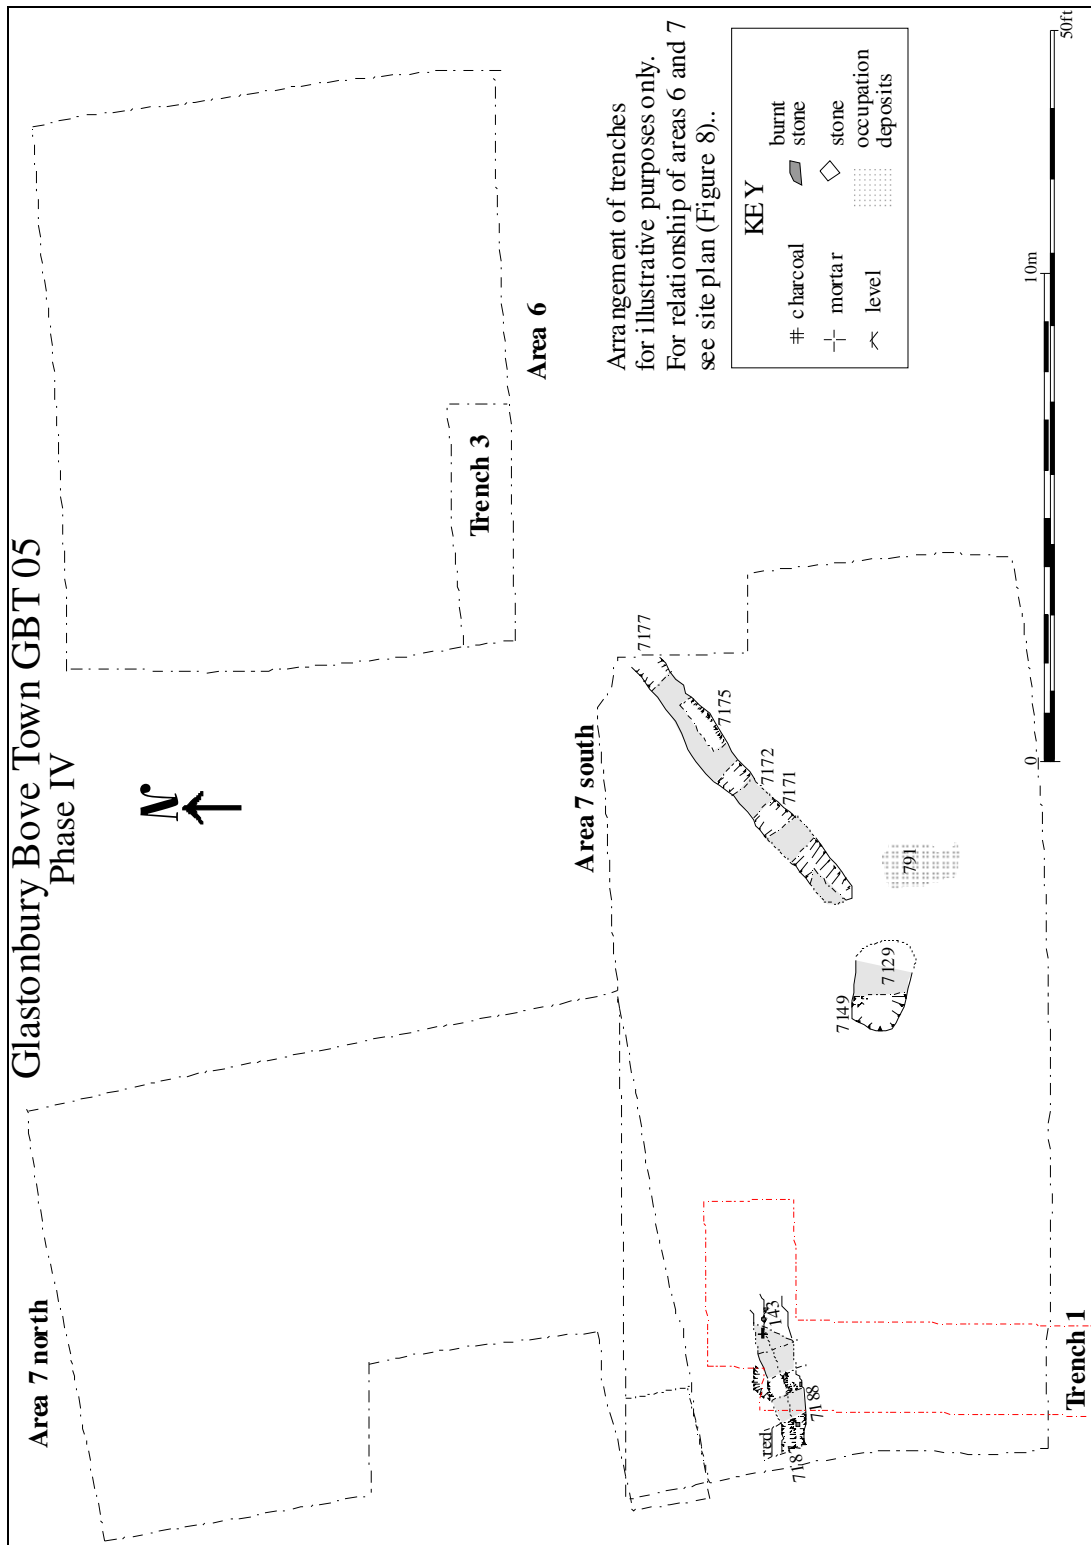 Glastonbury Bove Town GBT 05
Phase IV
N
Area 7 north
Area 6
Trench 3
Arrangement of trenches
for illustrative purposes only.
For relationship of areas 6 and 7
see site plan (Figure 8)..
KEY
charcoal
burnt
stone
mortar
stone
level
occupation
deposits
Area 7 south
7177
7175
7172
7171
791
7129
7149
143
7188
7187
red
Trench 1
0
10m
50ft